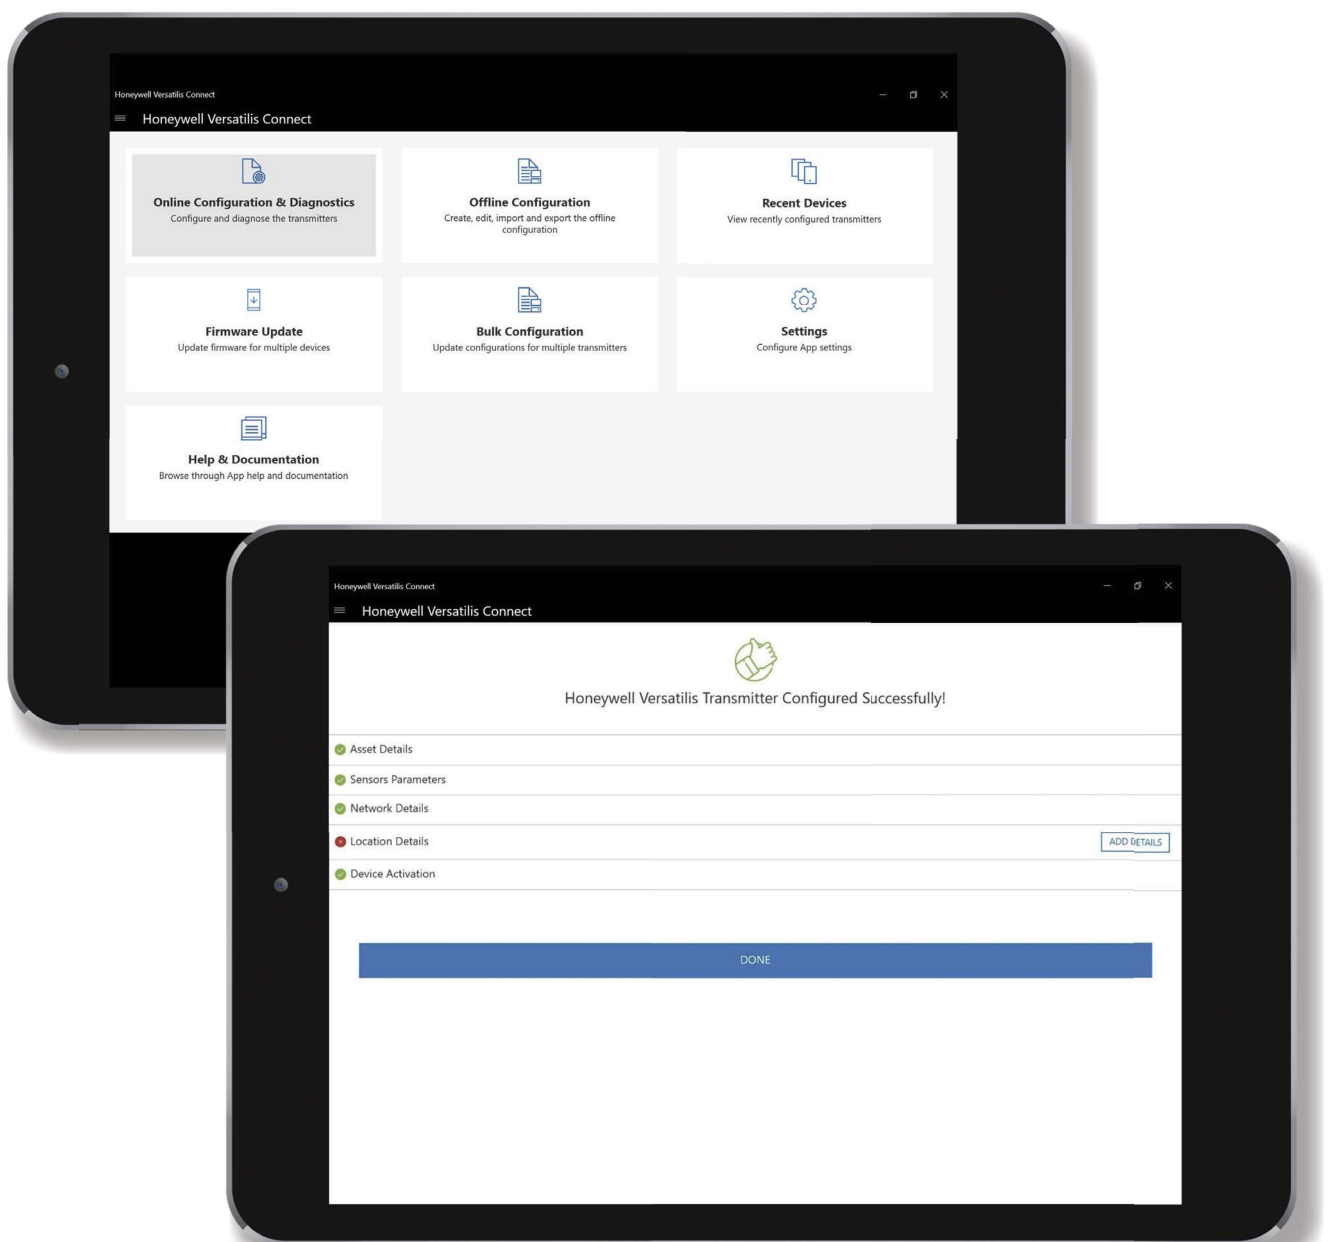 Honeywell Versatilis Connect
Honeywell Versatilis Connect
Online Configuration & Diagnostics
Configure and diagnose the transmitters
Offline Configuration
Create, edit, import and export the offline
configuration
Recent Devices
View recently configured transmitters
Firmware Update
Update firmware for multiple devices
Bulk Configuration
Update configurations for multiple transmitters
Settings
Configure App settings
Help & Documentation
Browse through App help and documentation
Honeywell Versatilis Connect
Honeywell Versatilis Connect
Honeywell Versatilis Transmitter Configured Successfully!
Asset Details
Sensors Parameters
Network Details
Location Details
ADD DETAILS
Device Activation
DONE